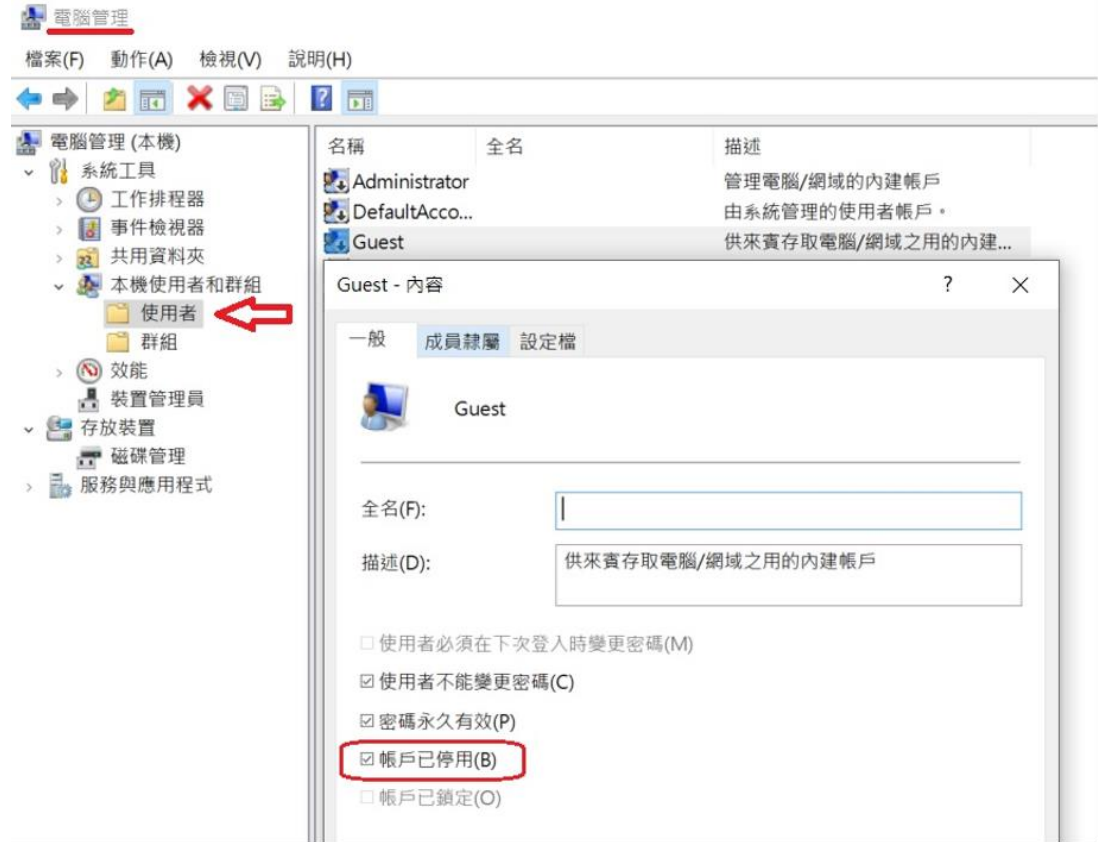 電腦管理
檔案(F) 動作(A) 檢視(V) 說明(H)
電腦管理 (本機)
系統工具
工作排程器
事件檢視器
共用資料夾
本機使用者和群組
使用者
群組
效能
裝置管理員
存放裝置
磁碟管理
服務與應用程式
名稱 全名 描述
Administrator 管理電腦/網域的內建帳戶
DefaultAcco... 由系統管理的使用者帳戶。
Guest 供來賓存取電腦/網域之用的內建...
Guest - 內容
一般 成員隸屬 設定檔
Guest
全名(F):
描述(D): 供來賓存取電腦/網域之用的內建帳戶
使用者必須在下次登入時變更密碼(M)
使用者不能變更密碼(C)
密碼永久有效(P)
帳戶已停用(B)
帳戶已鎖定(O)